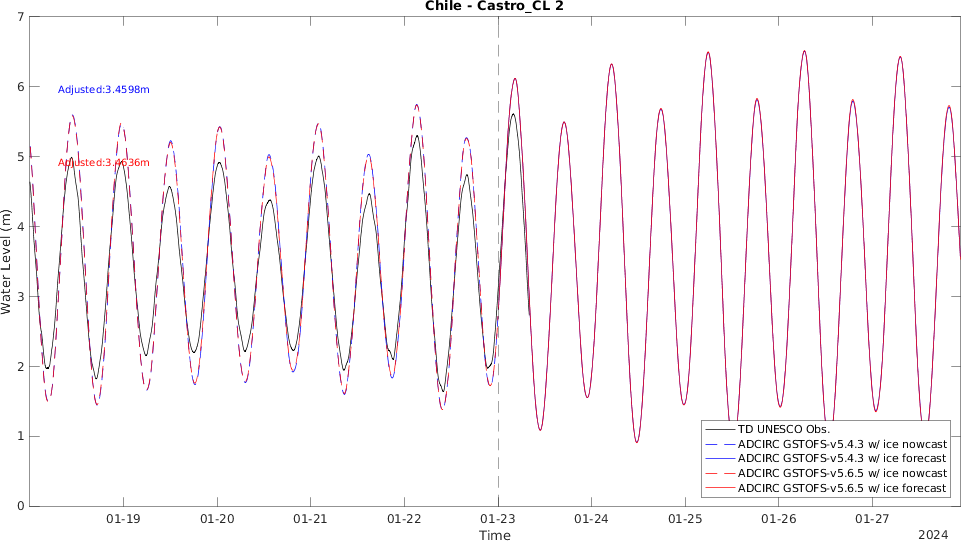 Chile - Castro_CL 2
7
6
5
4
3
2
1
0
Water Level (m)
Adjusted:3.4598m
Adjusted:3.4636m
TD UNESCO Obs.
ADCIRC GSTOFS-v5.4.3 w/ ice nowcast
ADCIRC GSTOFS-v5.4.3 w/ ice forecast
ADCIRC GSTOFS-v5.6.5 w/ ice nowcast
ADCIRC GSTOFS-v5.6.5 w/ ice forecast
01-19 01-20 01-21 01-22 01-23 01-24 01-25 01-26 01-27
Time
2024